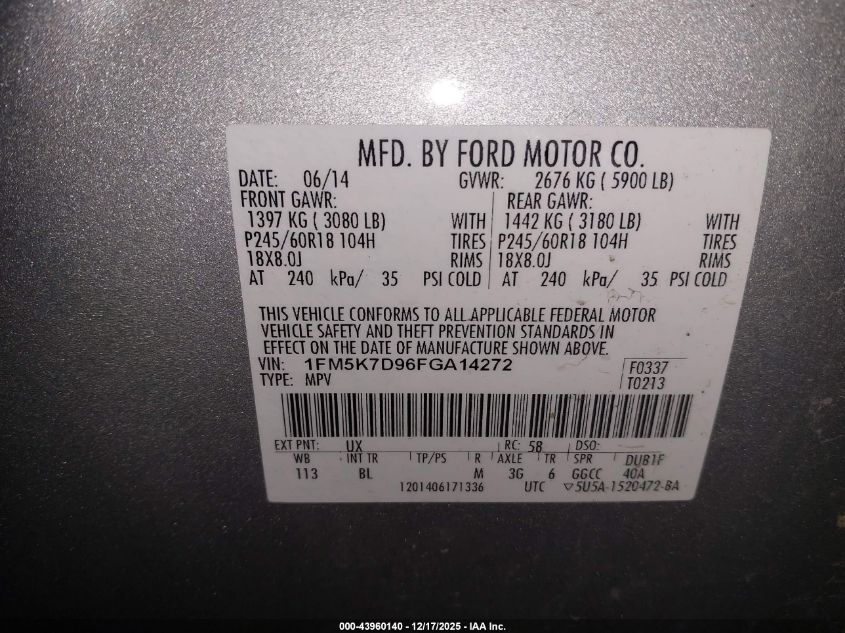 MFD. BY FORD MOTOR CO.
DATE: 06/14 GVWR: 2676 KG ( 5900 LB)
FRONT GAWR: REAR GAWR:
1397 KG ( 3080 LB) WITH 1442 KG ( 3180 LB) WITH
P245/60R18 104H TIRES P245/60R18 104H TIRES
18X8.0J RIMS 18X8.0J RIMS
AT 240 kPa/ 35 PSI COLD AT 240 kPa/ 35 PSI COLD
THIS VEHICLE CONFORMS TO ALL APPLICABLE FEDERAL MOTOR
VEHICLE SAFETY AND THEFT PREVENTION STANDARDS IN
EFFECT ON THE DATE OF MANUFACTURE SHOWN ABOVE.
VIN: 1FM5K7D96FGA14272 F0337
TYPE: MPV T0213
EXT PNT: UX RC: 58 DSO:
WB INT TR TP/PS R AXLE TR SPR DUB1F
113 BL M 3G 6 GGCC 40A
1201406171336 UTC ▽5U5A-1520472-BA
000-43960140 - 12/17/2025 - IAA Inc.